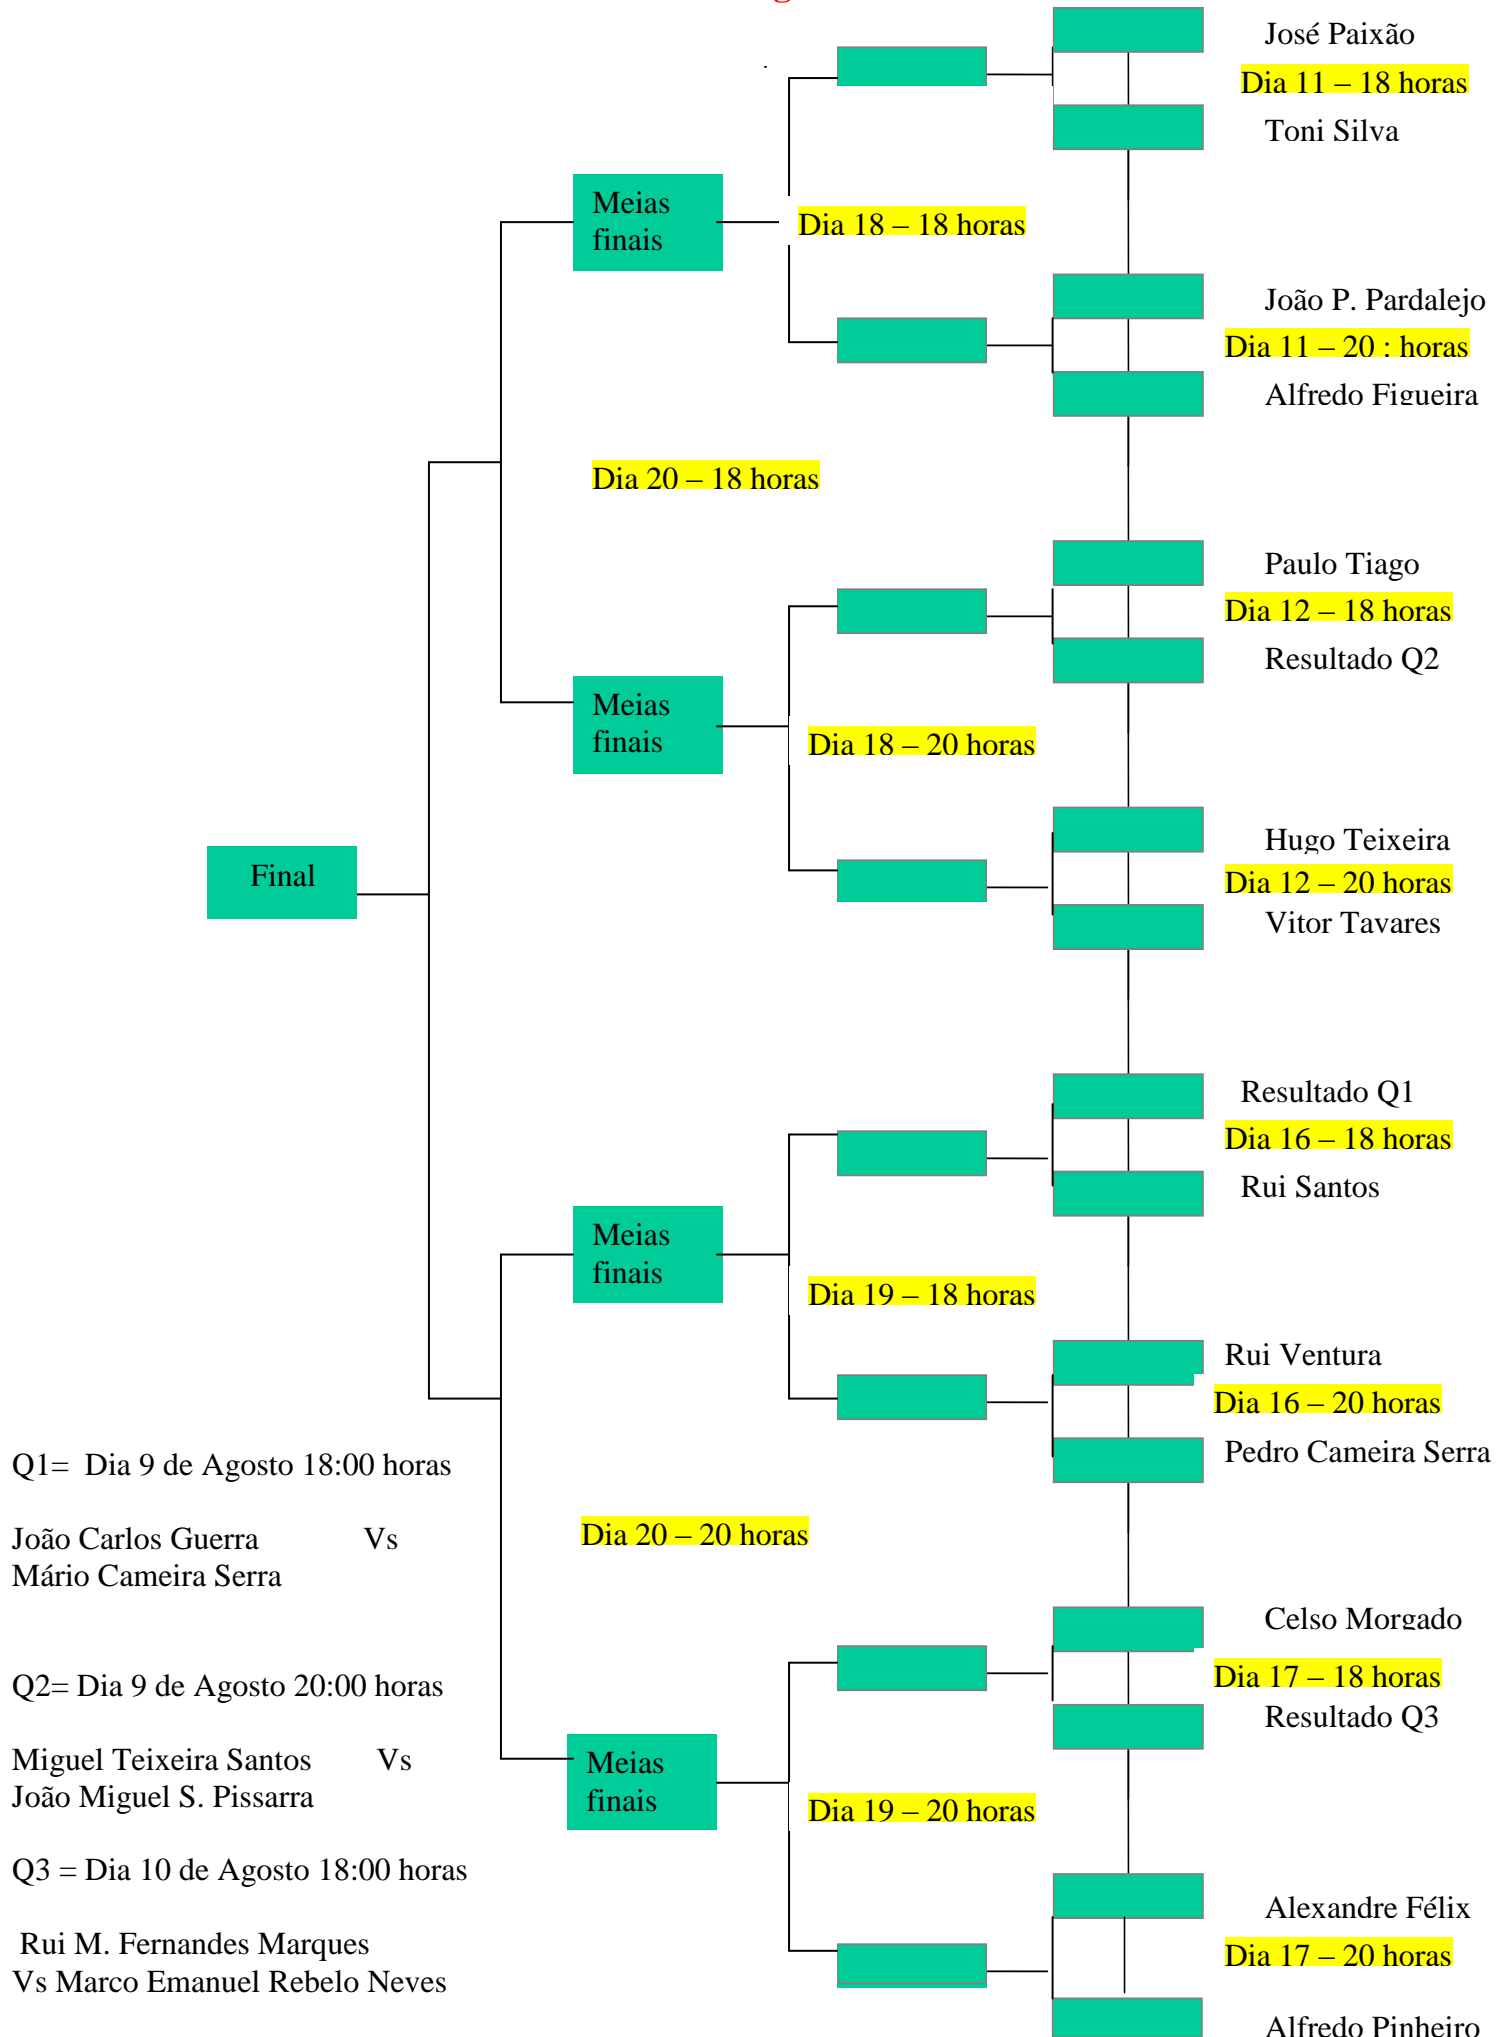 José Paixão
Dia 11 – 18 horas
Toni Silva
Meias
finais
Dia 18 – 18 horas
João P. Pardalejo
Dia 11 – 20 : horas
Alfredo Figueira
Dia 20 – 18 horas
Paulo Tiago
Dia 12 – 18 horas
Resultado Q2
Meias
finais
Dia 18 – 20 horas
Hugo Teixeira
Dia 12 – 20 horas
Vitor Tavares
Final
Resultado Q1
Dia 16 – 18 horas
Rui Santos
Meias
finais
Dia 19 – 18 horas
Rui Ventura
Dia 16 – 20 horas
Pedro Cameira Serra
Q1= Dia 9 de Agosto 18:00 horas
João Carlos Guerra Vs
Mário Cameira Serra
Dia 20 – 20 horas
Celso Morgado
Dia 17 – 18 horas
Resultado Q3
Q2= Dia 9 de Agosto 20:00 horas
Miguel Teixeira Santos Vs
João Miguel S. Pissarra
Meias
finais
Dia 19 – 20 horas
Q3 = Dia 10 de Agosto 18:00 horas
Rui M. Fernandes Marques
Vs Marco Emanuel Rebelo Neves
Alexandre Félix
Dia 17 – 20 horas
Alfredo Pinheiro